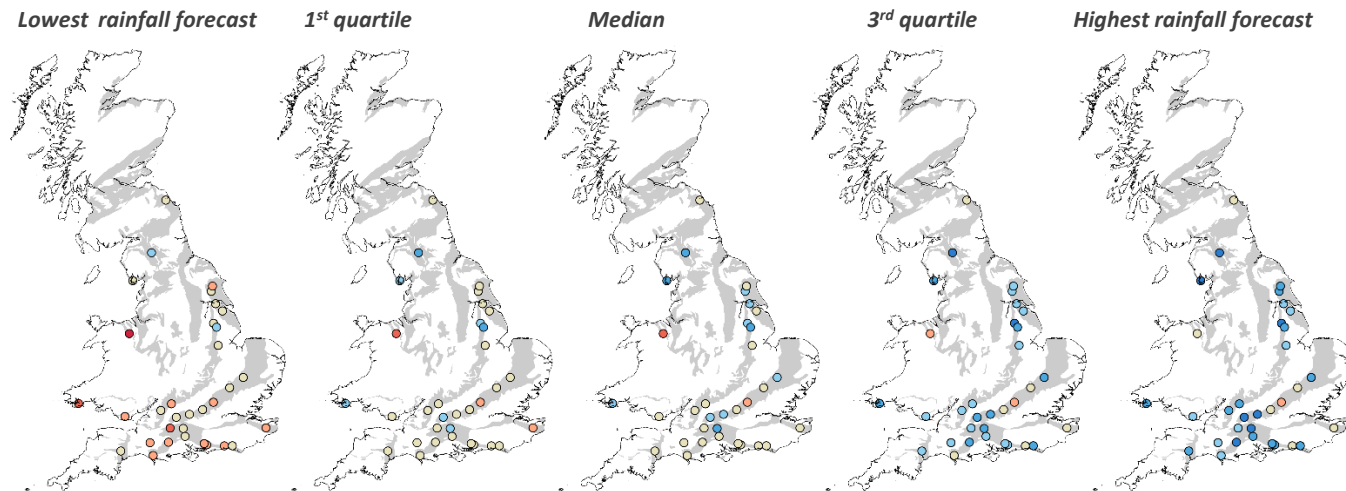 Lowest rainfall forecast
1st quartile
Median
3rd quartile
Highest rainfall forecast